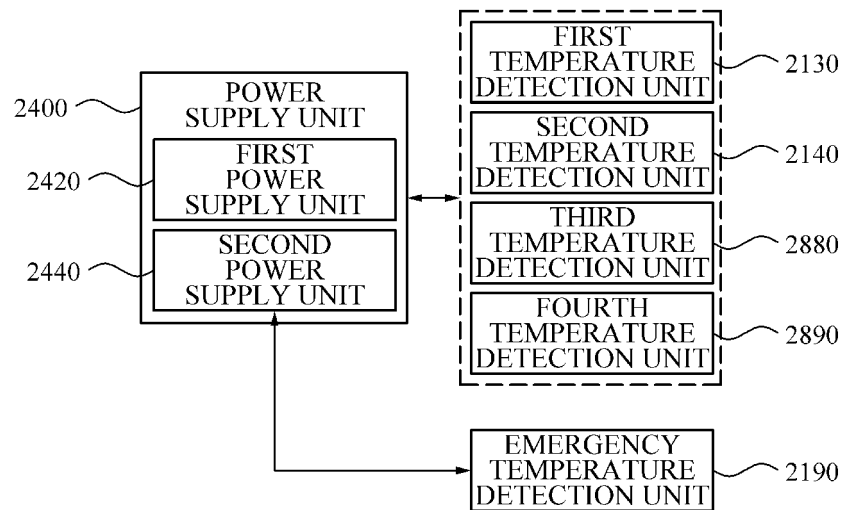 2400
POWER
SUPPLY UNIT
2420
FIRST
POWER
SUPPLY UNIT
2440
SECOND
POWER
SUPPLY UNIT
FIRST
TEMPERATURE
DETECTION UNIT
2130
SECOND
TEMPERATURE
DETECTION UNIT
2140
THIRD
TEMPERATURE
DETECTION UNIT
2880
FOURTH
TEMPERATURE
DETECTION UNIT
2890
EMERGENCY
TEMPERATURE
DETECTION UNIT
2190